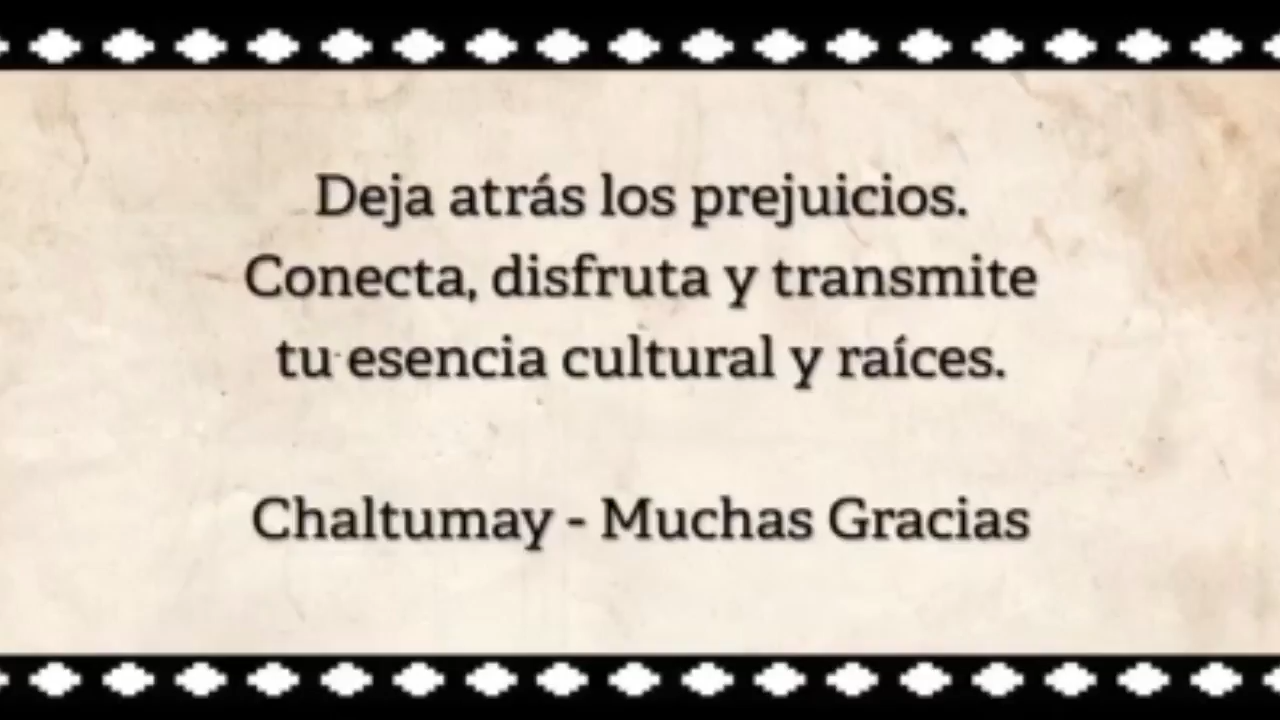 Deja atrás los prejuicios.
Conecta, disfruta y transmite
tu esencia cultural y raíces.
Chaltumay - Muchas Gracias